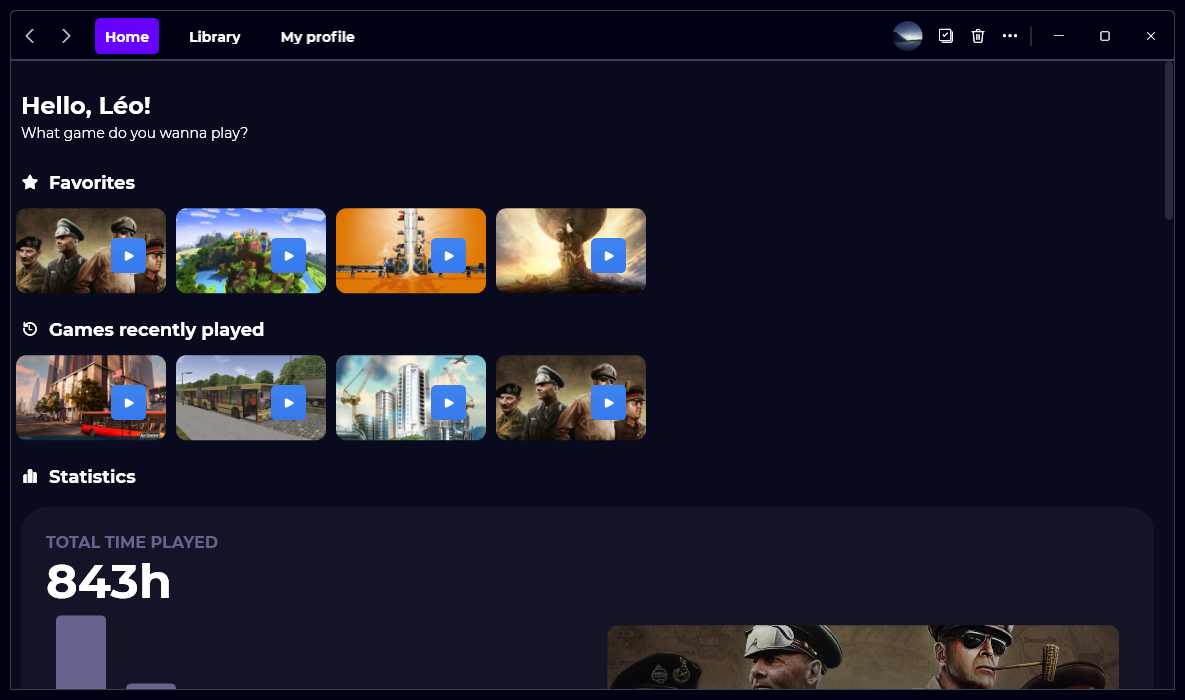 Home
Library
My profile
Hello, Léo!
What game do you wanna play?
Favorites
Games recently played
Statistics
TOTAL TIME PLAYED
843h